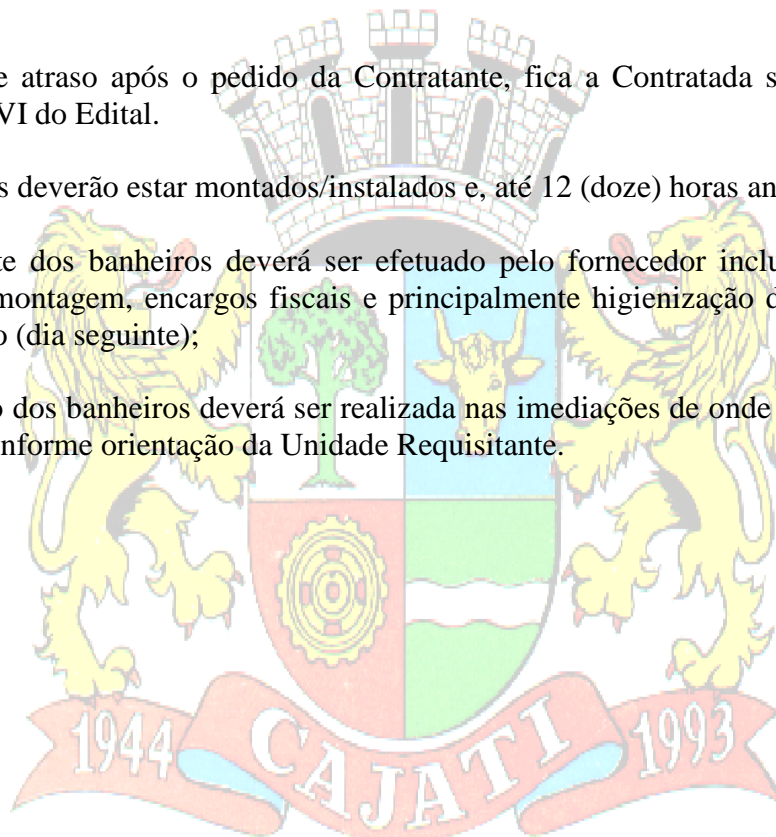 e atraso após o pedido da Contratante, fica a Contratada s
VI do Edital.
s deverão estar montados/instalados e, até 12 (doze) horas an
te dos banheiros deverá ser efetuado pelo fornecedor inclu
montagem, encargos fiscais e principalmente higienização d
o (dia seguinte);
o dos banheiros deverá ser realizada nas imediações de onde
nforme orientação da Unidade Requisitante.
1944 CAJATI 1993